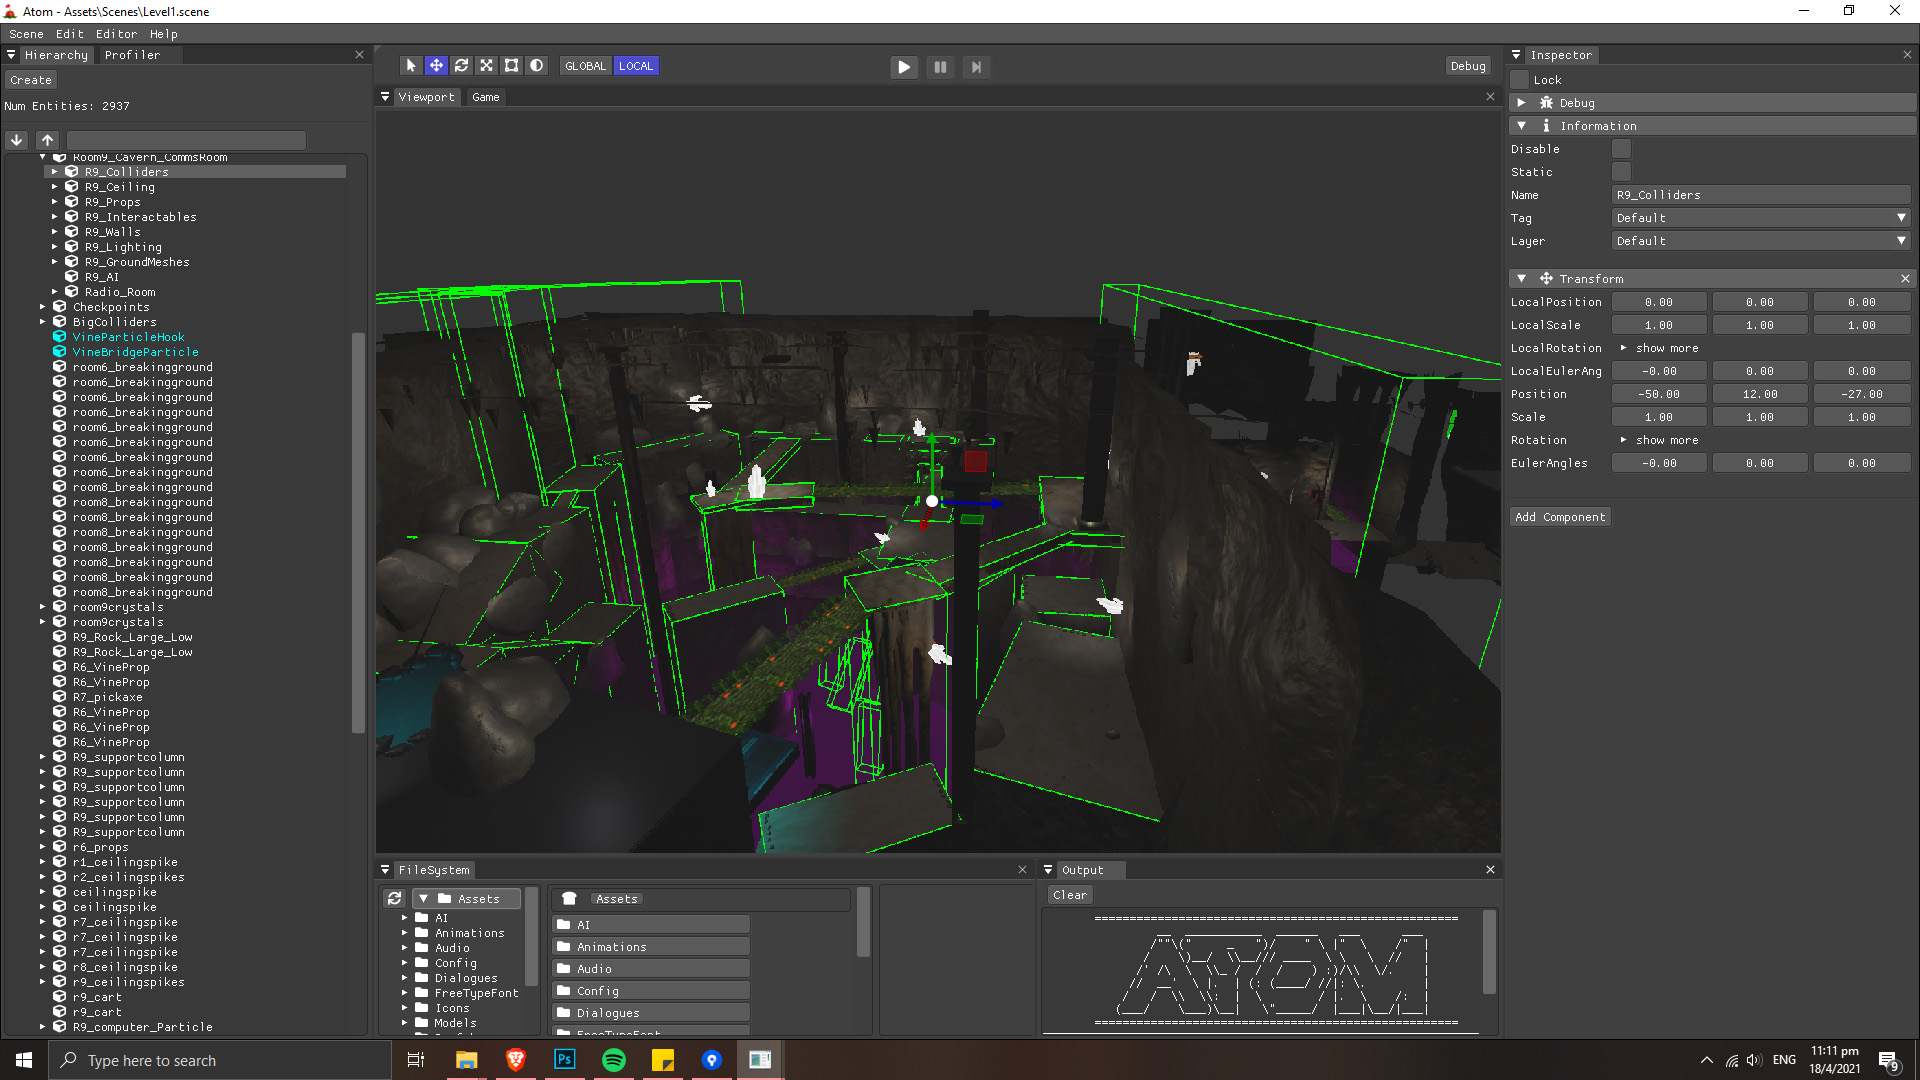 Atom - Assets\Scenes\Level1.scene
Scene Edit Editor Help
Hierarchy Profiler
Create
Num Entities: 2937
Room9_Cavern_CommsRoom
R9_Colliders
R9_Ceiling
R9_Props
R9_Interactables
R9_Walls
R9_Lighting
R9_GroundMeshes
R9_AI
Radio_Room
Checkpoints
BigColliders
VineParticleHook
VineBridgeParticle
room6_breakingground
room6_breakingground
room6_breakingground
room6_breakingground
room6_breakingground
room6_breakingground
room6_breakingground
room6_breakingground
room8_breakingground
room8_breakingground
room8_breakingground
room8_breakingground
room8_breakingground
room8_breakingground
room8_breakingground
room8_breakingground
room9crystals
room9crystals
R9_Rock_Large_Low
R9_Rock_Large_Low
R6_VineProp
R6_VineProp
R7_pickaxe
R6_VineProp
R6_VineProp
R6_VineProp
R9_supportcolumn
R9_supportcolumn
R9_supportcolumn
R9_supportcolumn
R9_supportcolumn
R9_supportcolumn
r6_props
r1_ceilingspike
r2_ceilingspikes
ceilingspike
ceilingspike
r7_ceilingspike
r7_ceilingspike
r7_ceilingspike
r8_ceilingspike
r9_ceilingspikes
r9_cart
r9_cart
R9_computer_Particle
GLOBAL LOCAL
Debug
Viewport Game
FileSystem
Assets
AI
Animations
Audio
Config
Dialogues
FreeTypeFont
Icons
Models
Assets
AI
Animations
Audio
Config
Dialogues
FreeTypeFont
Output
Clear
ATOM
Inspector
Lock
Debug
Information
Disable
Static
Name R9_Colliders
Tag Default
Layer Default
Transform
LocalPosition 0.00 0.00 0.00
LocalScale 1.00 1.00 1.00
LocalRotation show more
LocalEulerAng -0.00 0.00 0.00
Position -50.00 12.00 -27.00
Scale 1.00 1.00 1.00
Rotation show more
EulerAngles -0.00 0.00 0.00
Add Component
Type here to search
Ps
ENG
11:11 pm
18/4/2021
9